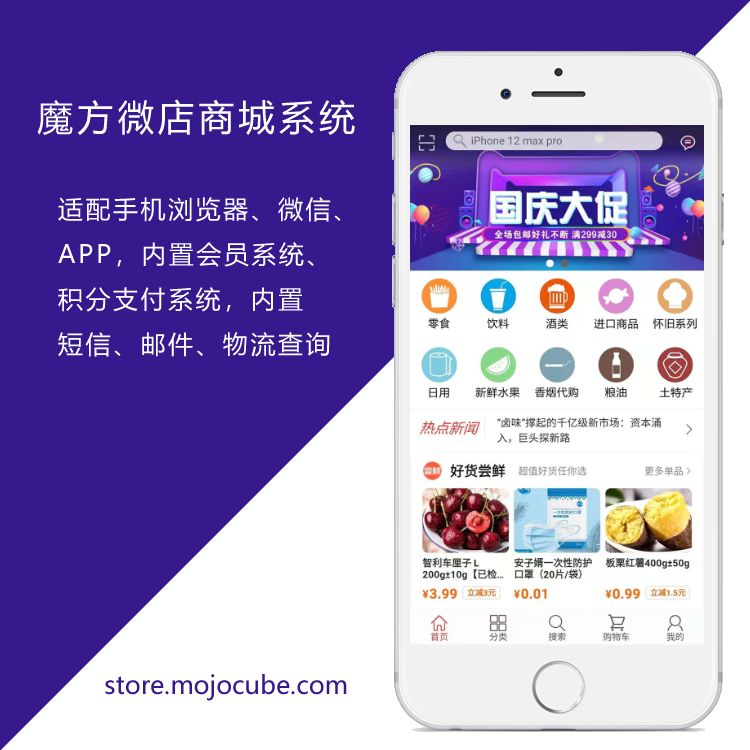 魔方微店商城系统
适配手机浏览器、微信、
APP，内置会员系统、
积分支付系统，内置
短信、邮件、物流查询
store.mojocube.com
iPhone 12 max pro
国庆大促
全场包邮好礼不断 满299减30
零食 饮料 酒类 进口商品 怀旧系列
日用 新鲜水果 香烟代购 粮油 土特产
热点新闻 “卤味”撑起的千亿级新市场：资本涌
入，巨头探新路
尝鲜 好货尝鲜 超值好货任你选 更多单品
智利车厘子 L 安子婧一次性防护 板栗红薯400g±50g
200g±10g【已检... 口罩（20片/袋）
¥3.99 立减3元 ¥0.01 ¥0.99 立减1.5元
首页 分类 搜索 购物车 我的